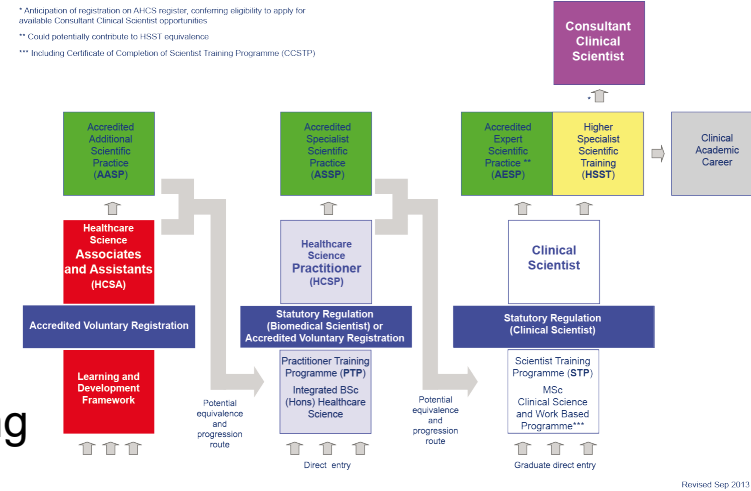 * Anticipation of registration on AHCS register, conferring eligibility to apply for
available Consultant Clinical Scientist opportunities
** Could potentially contribute to HSST equivalence
*** Including Certificate of Completion of Scientist Training Programme (CCSTP)
Consultant
Clinical
Scientist
*
Accredited
Additional
Scientific
Practice
(AASP)
Accredited
Specialist
Scientific
Practice
(ASSP)
Accredited
Expert
Scientific
Practice **
(AESP)
Higher
Specialist
Scientific
Training
(HSST)
Clinical
Academic
Career
Healthcare
Science
Associates
and Assistants
(HCSA)
Healthcare
Science
Practitioner
(HCSP)
Clinical
Scientist
Accredited Voluntary Registration
Statutory Regulation
(Biomedical Scientist) or
Accredited Voluntary Registration
Statutory Regulation
(Clinical Scientist)
Learning and
Development
Framework
Practitioner Training
Programme (PTP)
Integrated BSc
(Hons) Healthcare
Science
Scientist Training
Programme (STP)
MSc
Clinical Science
and Work Based
Programme***
Potential
equivalence
and
progression
route
Potential
equivalence
and
progression
route
ng
Direct entry
Graduate direct entry
Revised Sep 2013